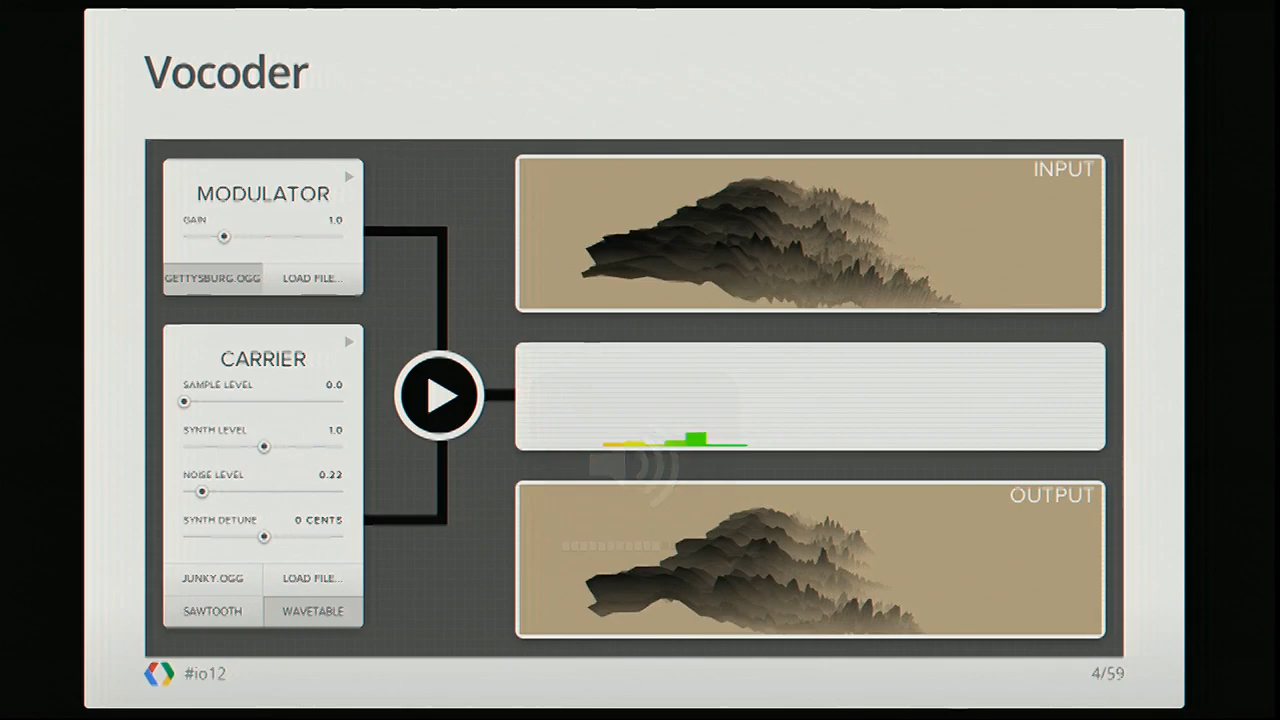 Vocoder
MODULATOR
GAIN 1.0
GETTYSBURG.OGG LOAD FILE...
CARRIER
SAMPLE LEVEL 0.0
SYNTH LEVEL 1.0
NOISE LEVEL 0.22
SYNTH DETUNE 0 CENTS
JUNKY.OGG LOAD FILE...
SAWTOOTH WAVETABLE
INPUT
OUTPUT
#io12
4/59